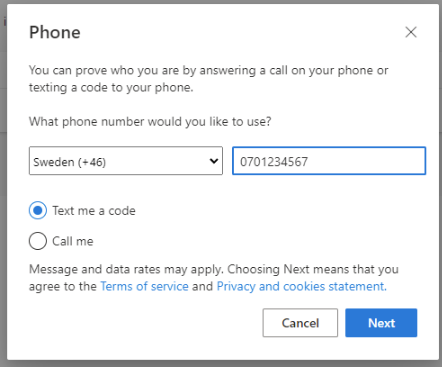 Phone
You can prove who you are by answering a call on your phone or
texting a code to your phone.
What phone number would you like to use?
Sweden (+46) 0701234567
Text me a code
Call me
Message and data rates may apply. Choosing Next means that you
agree to the Terms of service and Privacy and cookies statement.
Cancel Next